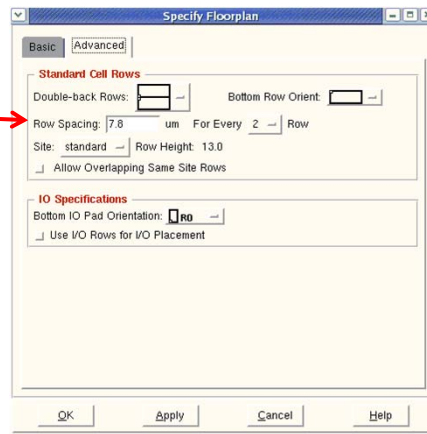 Specify Floorplan
Basic Advanced
Standard Cell Rows
Double-back Rows: Bottom Row Orient:
Row Spacing: 7.8 um For Every 2 Row
Site: standard Row Height: 13.0
Allow Overlapping Same Site Rows
IO Specifications
Bottom IO Pad Orientation: R0
Use I/O Rows for I/O Placement
OK Apply Cancel Help